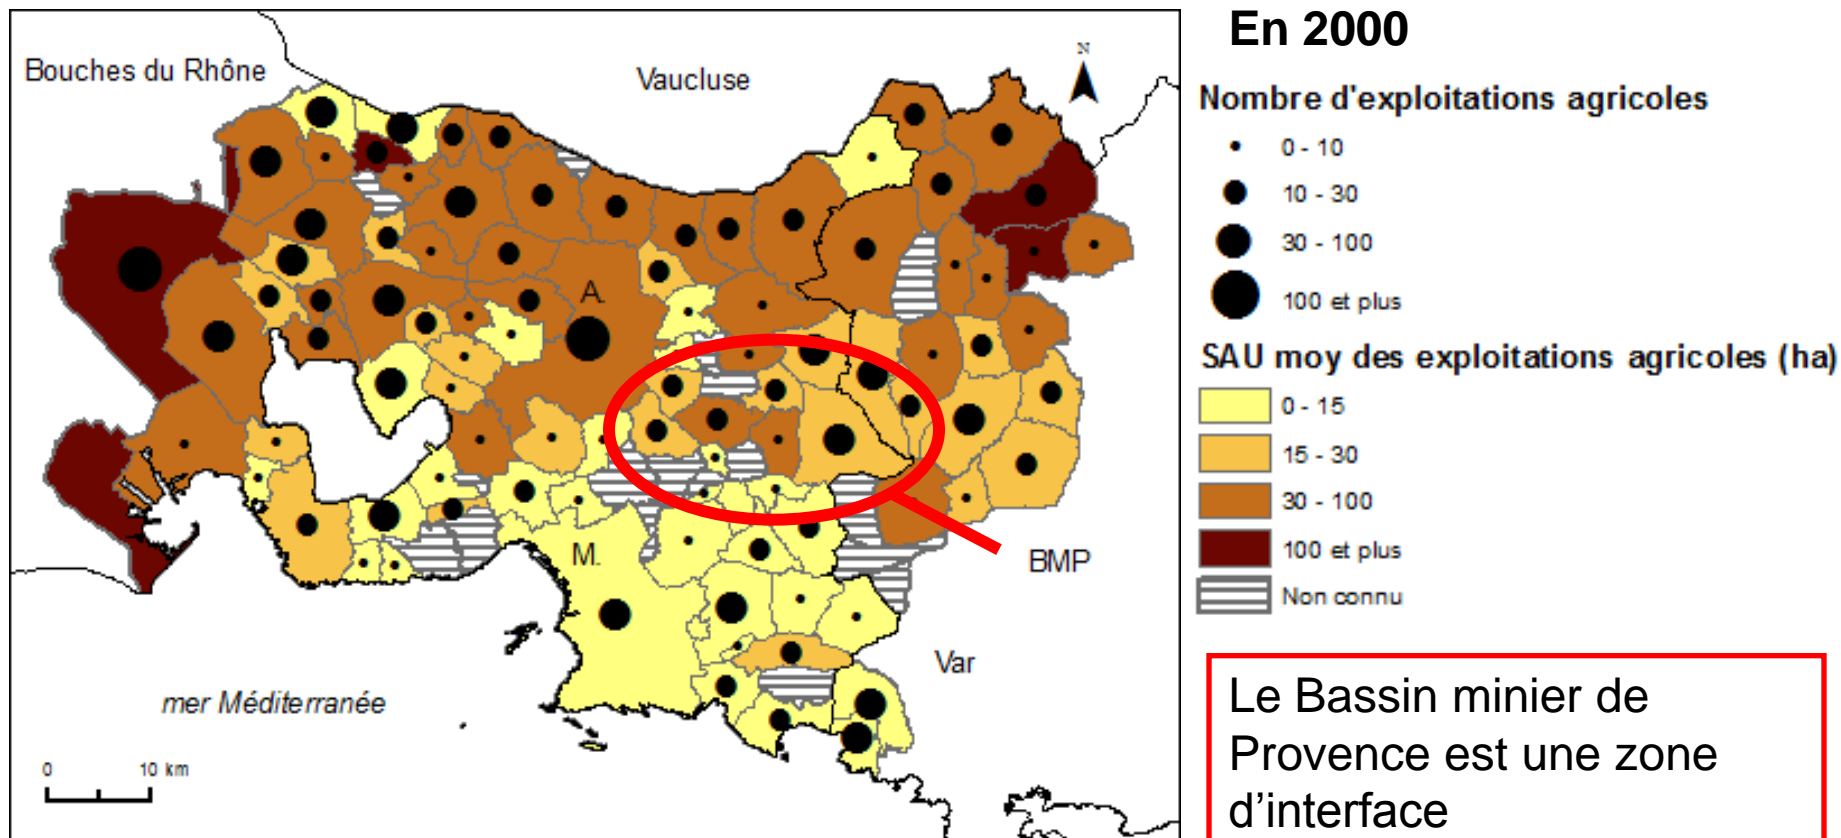 En 2000
Bouches du Rhône
Vaucluse
N
A.
M.
BMP
Var
mer Méditerranée
0 10 km
Nombre d'exploitations agricoles
0 - 10
10 - 30
30 - 100
100 et plus
SAU moy des exploitations agricoles (ha)
0 - 15
15 - 30
30 - 100
100 et plus
Non connu
Le Bassin minier de
Provence est une zone
d'interface